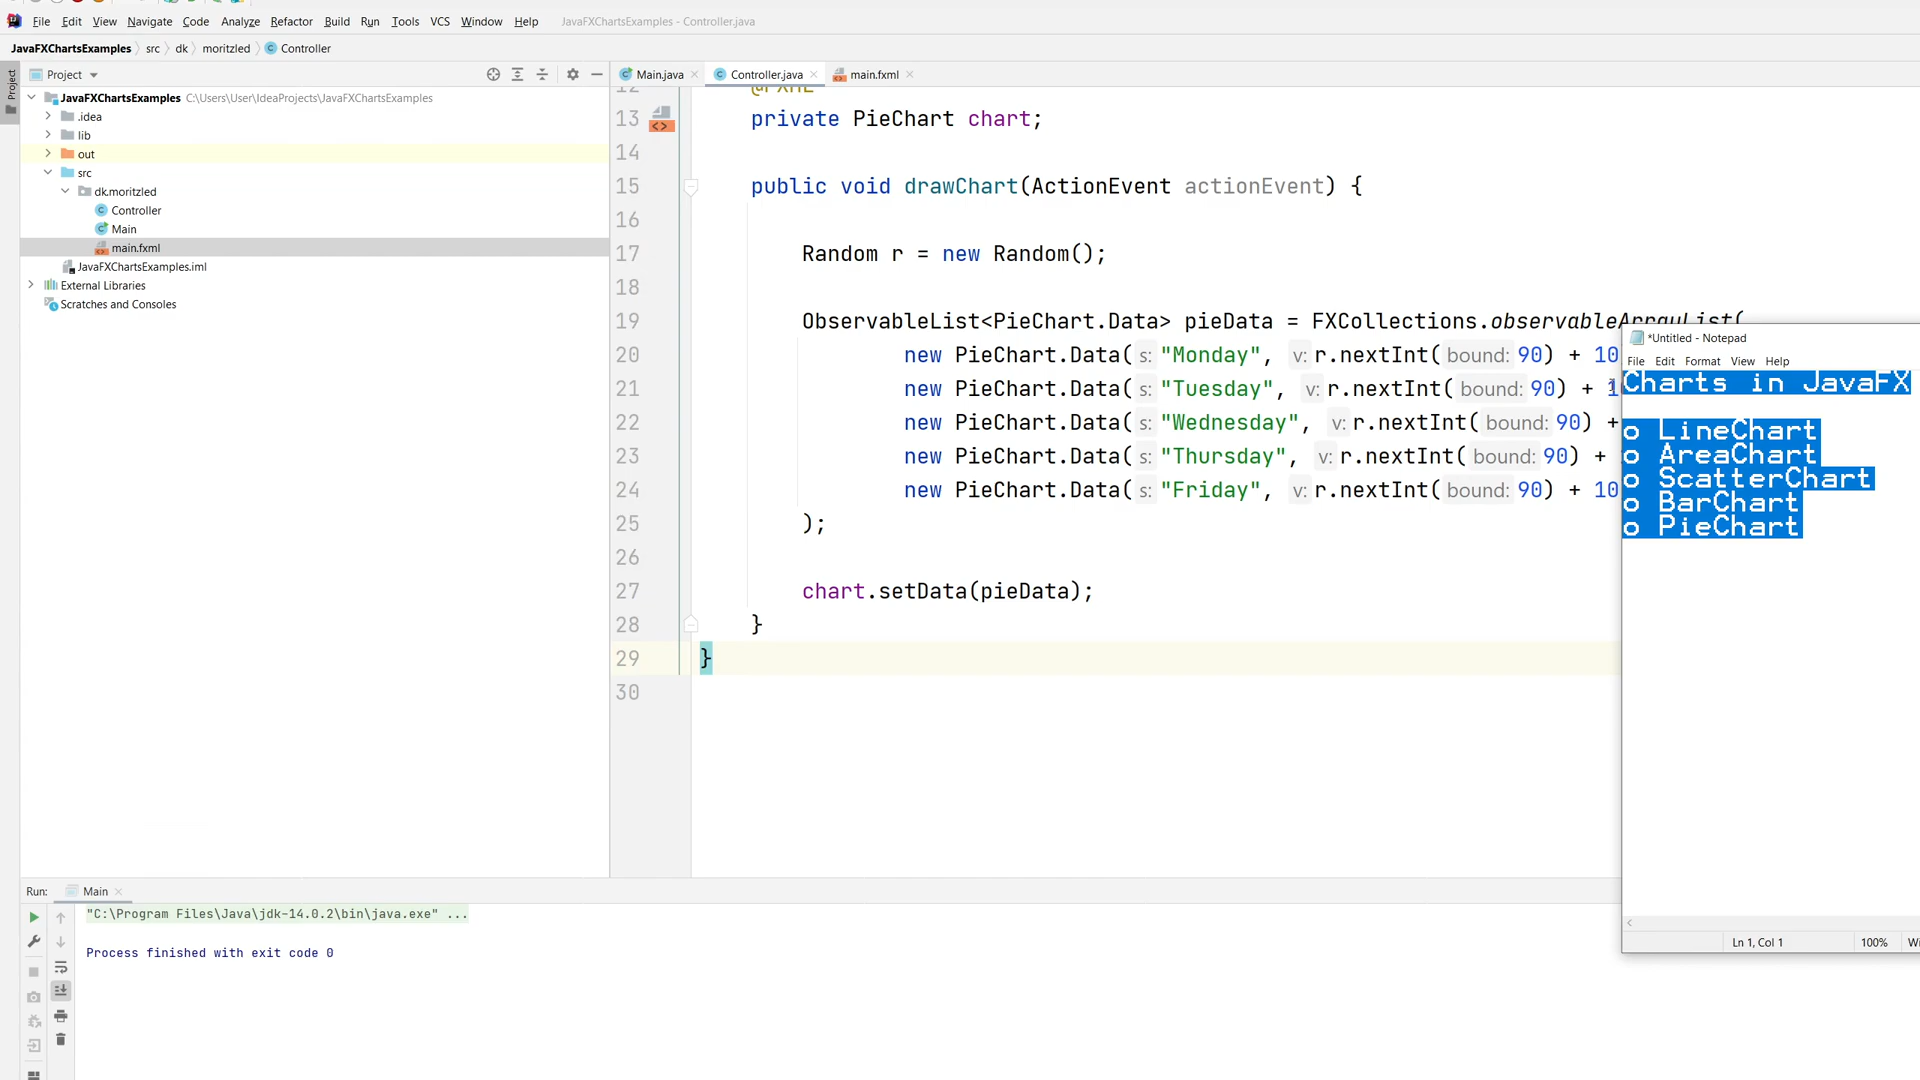 File Edit View Navigate Code Analyze Refactor Build Run Tools VCS Window Help JavaFXChartsExamples - Controller.java
JavaFXChartsExamples src dk moritzled Controller
Project
Project
Main.java Controller.java main.fxml
JavaFXChartsExamples C:\Users\User\IdeaProjects\JavaFXChartsExamples
.idea
lib
out
src
dk.moritzled
Controller
Main
main.fxml
JavaFXChartsExamples.iml
External Libraries
Scratches and Consoles
12 @FXML
13 private PieChart chart;
14
15 public void drawChart(ActionEvent actionEvent) {
16
17 Random r = new Random();
18
19 ObservableList<PieChart.Data> pieData = FXCollections.observableArrayList(
20 new PieChart.Data( s: "Monday", v: r.nextInt( bound: 90) + 10
21 new PieChart.Data( s: "Tuesday", v: r.nextInt( bound: 90) + 1
22 new PieChart.Data( s: "Wednesday", v: r.nextInt( bound: 90) +
23 new PieChart.Data( s: "Thursday", v: r.nextInt( bound: 90) +
24 new PieChart.Data( s: "Friday", v: r.nextInt( bound: 90) + 10
25 );
26
27 chart.setData(pieData);
28 }
29 }
30
*Untitled - Notepad
File Edit Format View Help
Charts in JavaFX
o LineChart
o AreaChart
o ScatterChart
o BarChart
o PieChart
Ln 1, Col 1 100%
Run: Main
"C:\Program Files\Java\jdk-14.0.2\bin\java.exe" ...
Process finished with exit code 0